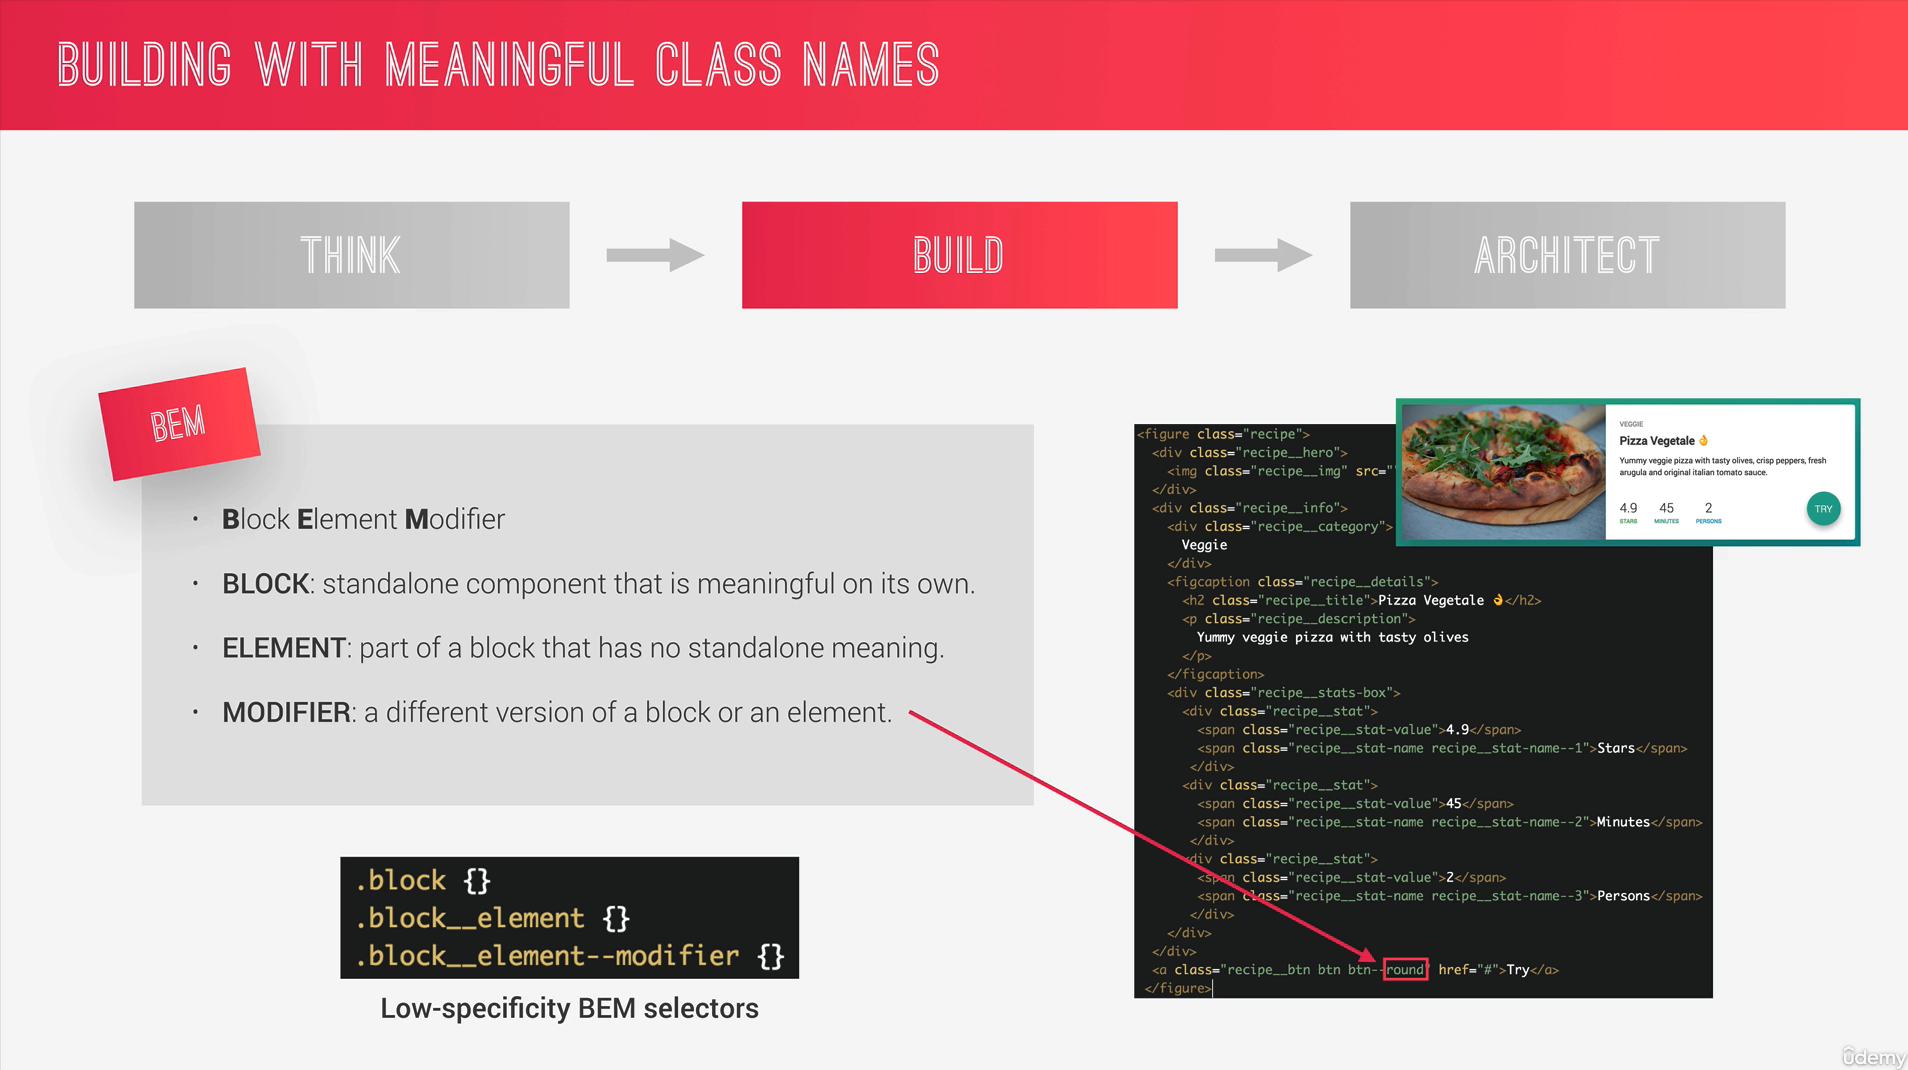 BUILDING WITH MEANINGFUL CLASS NAMES
THINK
BUILD
ARCHITECT
BEM
• Block Element Modifier
• BLOCK: standalone component that is meaningful on its own.
• ELEMENT: part of a block that has no standalone meaning.
• MODIFIER: a different version of a block or an element.
.block {}
.block__element {}
.block__element--modifier {}
Low-specificity BEM selectors
<figure class="recipe">
<div class="recipe__hero">
<img class="recipe__img" src="
</div>
<div class="recipe__info">
<div class="recipe__category">
Veggie
</div>
<figcaption class="recipe__details">
<h2 class="recipe__title">Pizza Vegetale 👌</h2>
<p class="recipe__description">
Yummy veggie pizza with tasty olives
</p>
</figcaption>
<div class="recipe__stats-box">
<div class="recipe__stat">
<span class="recipe__stat-value">4.9</span>
<span class="recipe__stat-name recipe__stat-name--1">Stars</span>
</div>
<div class="recipe__stat">
<span class="recipe__stat-value">45</span>
<span class="recipe__stat-name recipe__stat-name--2">Minutes</span>
</div>
<div class="recipe__stat">
<span class="recipe__stat-value">2</span>
<span class="recipe__stat-name recipe__stat-name--3">Persons</span>
</div>
</div>
</div>
<a class="recipe__btn btn btn--round" href="#">Try</a>
</figure>
VEGGIE
Pizza Vegetale 👌
Yummy veggie pizza with tasty olives, crisp peppers, fresh
arugula and original italian tomato sauce.
4.9 45 2
STARS MINUTES PERSONS
TRY
ûdemy